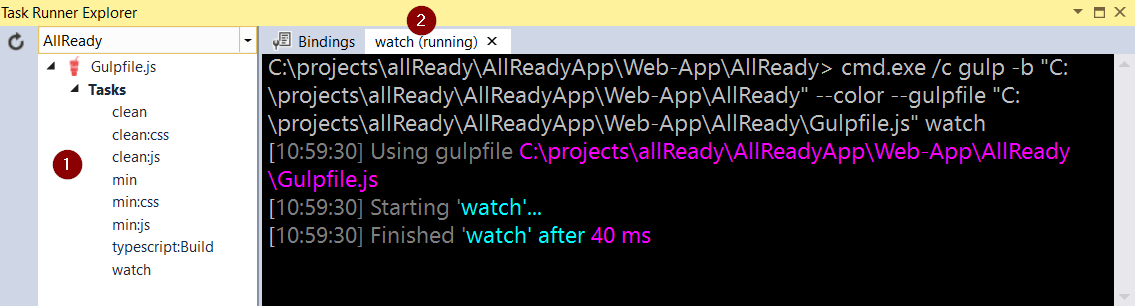 Task Runner Explorer
2
AllReady
Bindings
watch (running)
Gulpfile.js
Tasks
clean
clean:css
clean:js
min
min:css
min:js
typescript:Build
watch
1
C:\projects\allReady\AllReadyApp\Web-App\AllReady> cmd.exe /c gulp -b "C:
\projects\allReady\AllReadyApp\Web-App\AllReady" --color --gulpfile "C:
\projects\allReady\AllReadyApp\Web-App\AllReady\Gulpfile.js" watch
[10:59:30] Using gulpfile C:\projects\allReady\AllReadyApp\Web-App\AllReady
\Gulpfile.js
[10:59:30] Starting 'watch'...
[10:59:30] Finished 'watch' after 40 ms